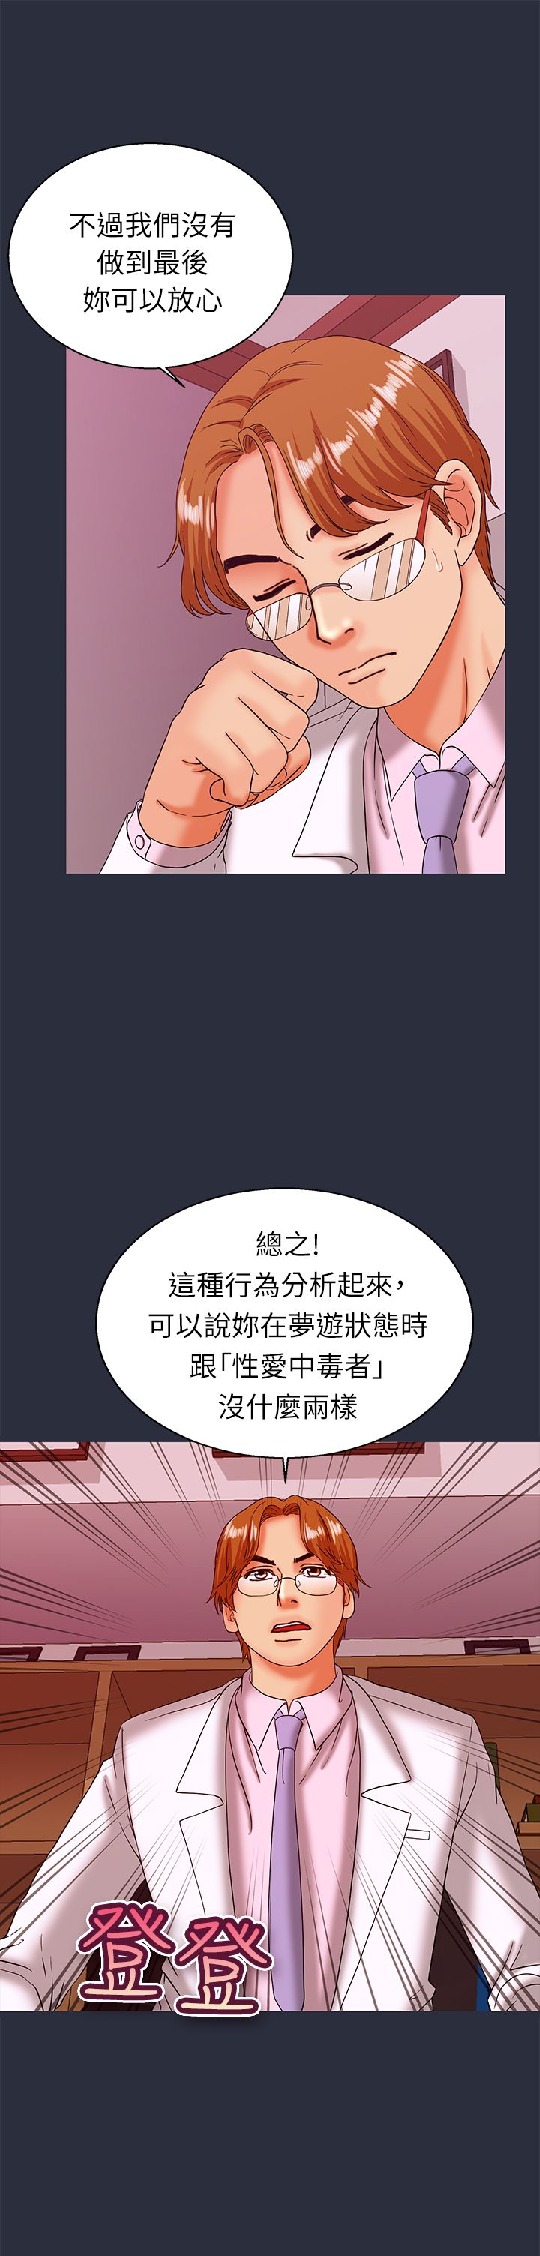 不過我們沒有
做到最後
妳可以放心
總之!
這種行為分析起來,
可以說妳在夢遊狀態時
跟「性愛中毒者」
沒什麼兩樣
登登